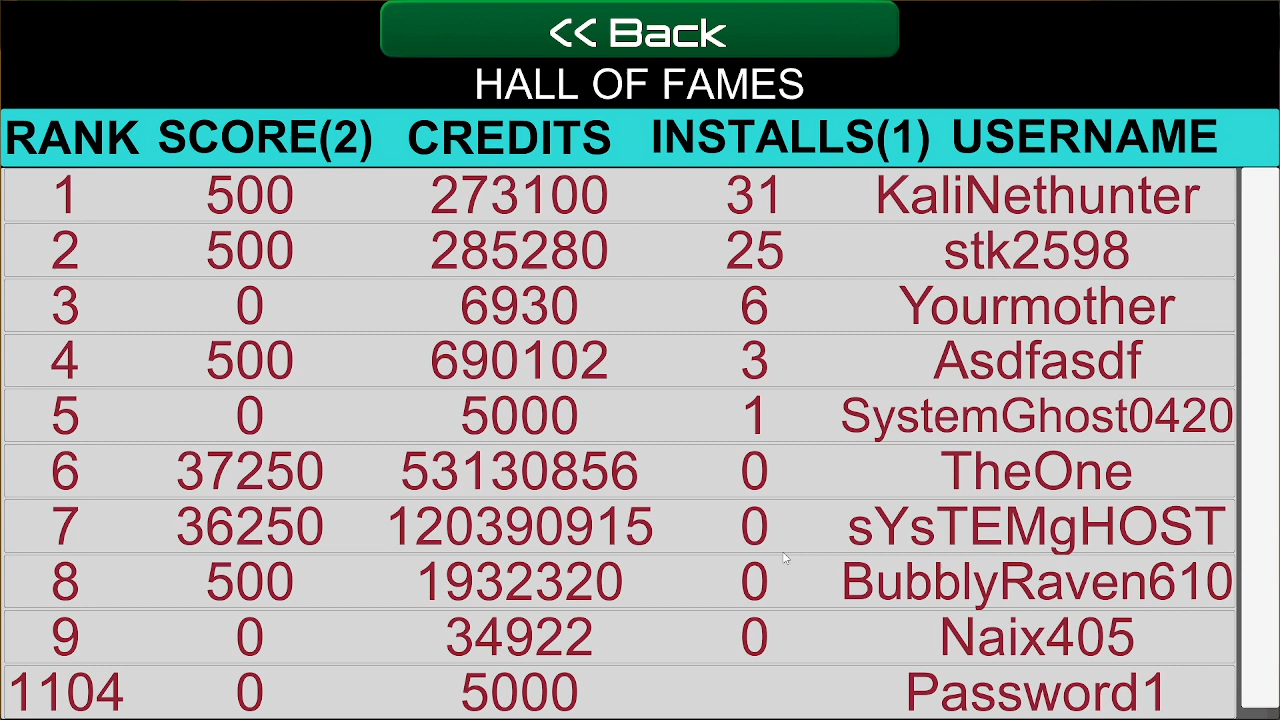 << Back
HALL OF FAMES
RANK SCORE(2) CREDITS INSTALLS(1) USERNAME
1 500 273100 31 KaliNethunter
2 500 285280 25 stk2598
3 0 6930 6 Yourmother
4 500 690102 3 Asdfasdf
5 0 5000 1 SystemGhost0420
6 37250 53130856 0 TheOne
7 36250 120390915 0 sYsTEMgHOST
8 500 1932320 0 BubblyRaven610
9 0 34922 0 Naix405
1104 0 5000 Password1